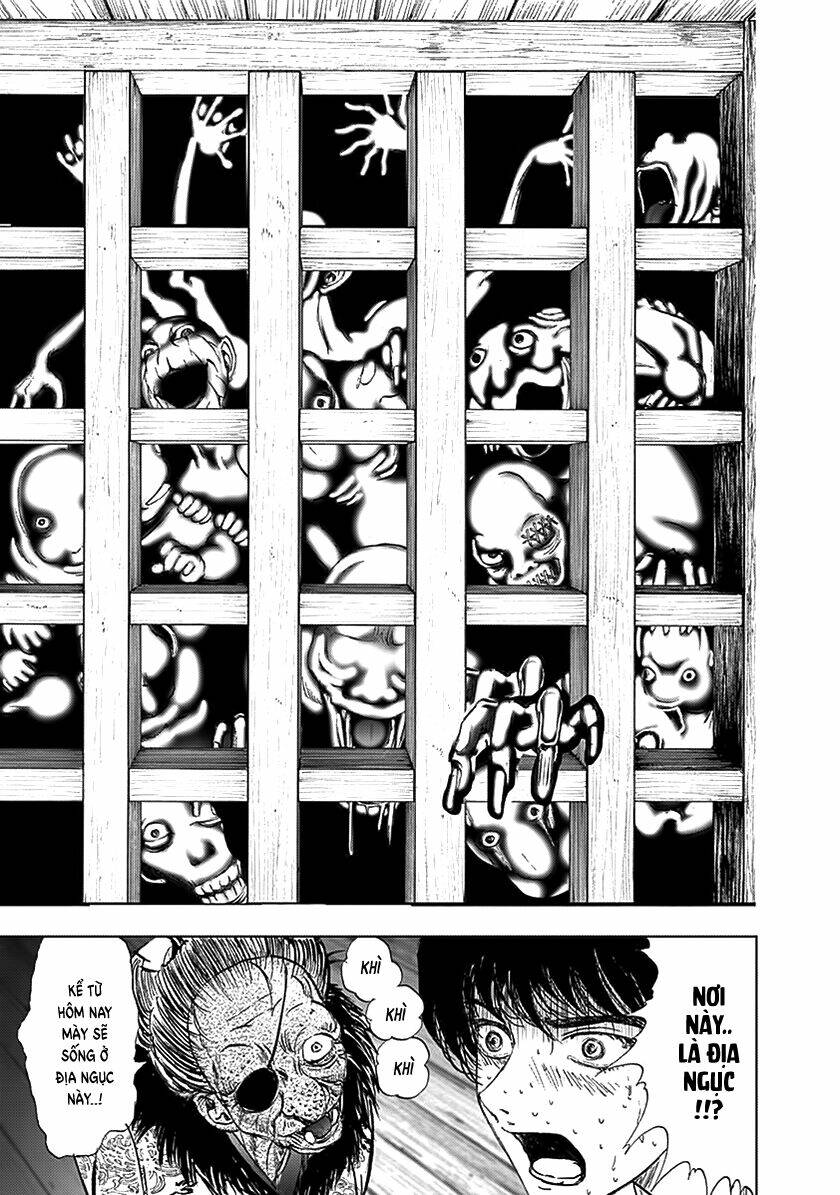 NƠI
NÀY..
LÀ ĐỊA
NGỤC
!!?
KHÌ
KHÌ
KHÌ
KỂ TỪ
HÔM NAY
MÀY SẼ
SỐNG Ở
ĐỊA NGỤC
NÀY..!